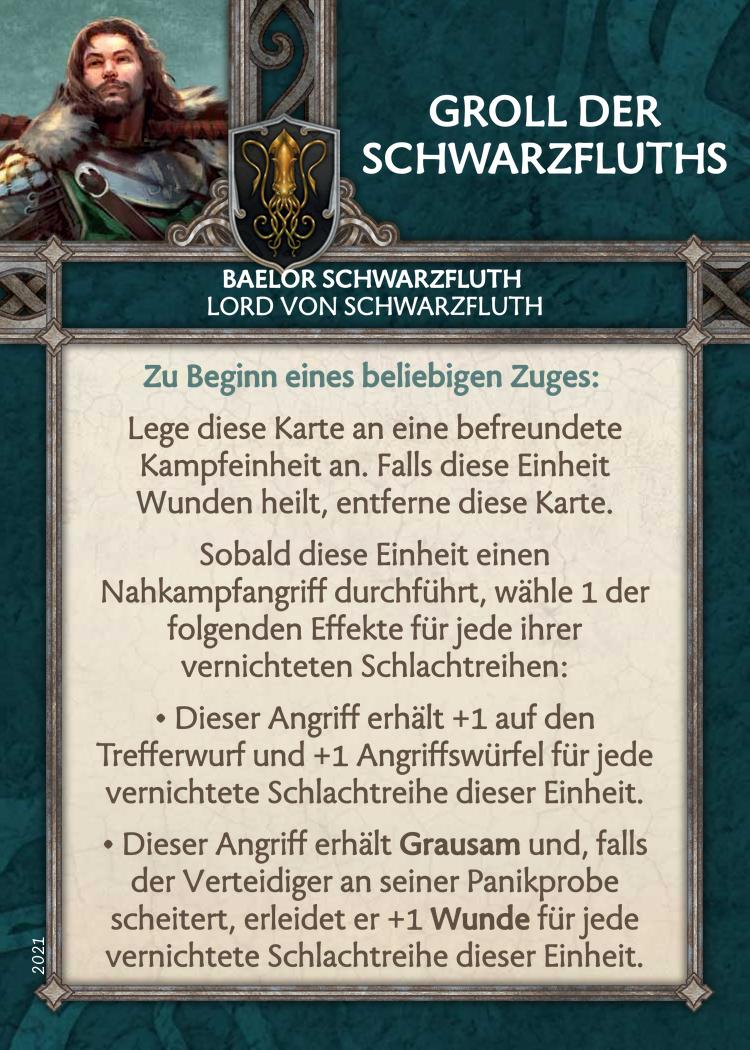 GROLL DER
SCHWARZFLUTHS
BAELOR SCHWARZFLUTH
LORD VON SCHWARZFLUTH
Zu Beginn eines beliebigen Zuges:
Lege diese Karte an eine befreundete
Kampfeinheit an. Falls diese Einheit
Wunden heilt, entferne diese Karte.
Sobald diese Einheit einen
Nahkampfangriff durchführt, wähle 1 der
folgenden Effekte für jede ihrer
vernichteten Schlachtreihen:
• Dieser Angriff erhält +1 auf den
Trefferwurf und +1 Angriffswürfel für jede
vernichtete Schlachtreihe dieser Einheit.
• Dieser Angriff erhält Grausam und, falls
der Verteidiger an seiner Panikprobe
scheitert, erleidet er +1 Wunde für jede
vernichtete Schlachtreihe dieser Einheit.
2021